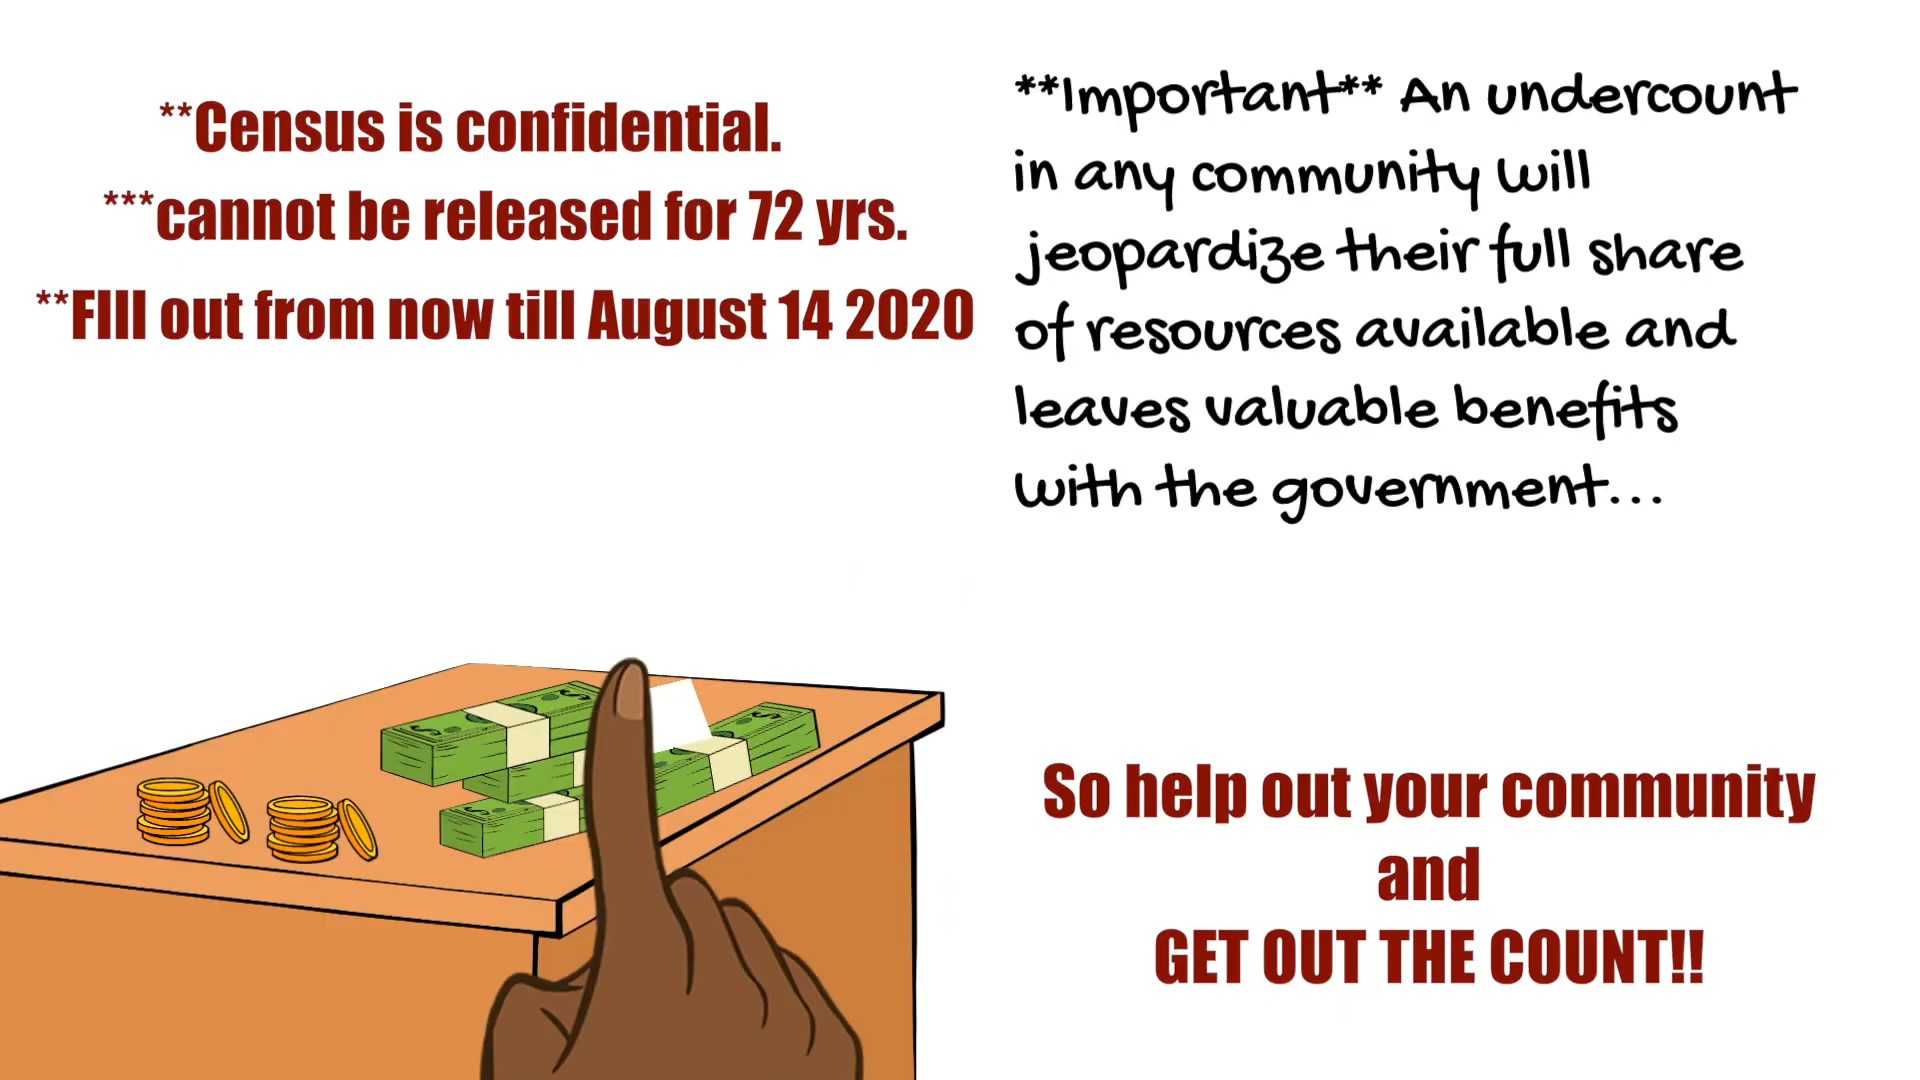 **Census is confidential.
***cannot be released for 72 yrs.
**FIll out from now till August 14 2020
**Important** An undercount
in any community will
jeopardize their full share
of resources available and
leaves valuable benefits
with the government...
So help out your community
and
GET OUT THE COUNT!!